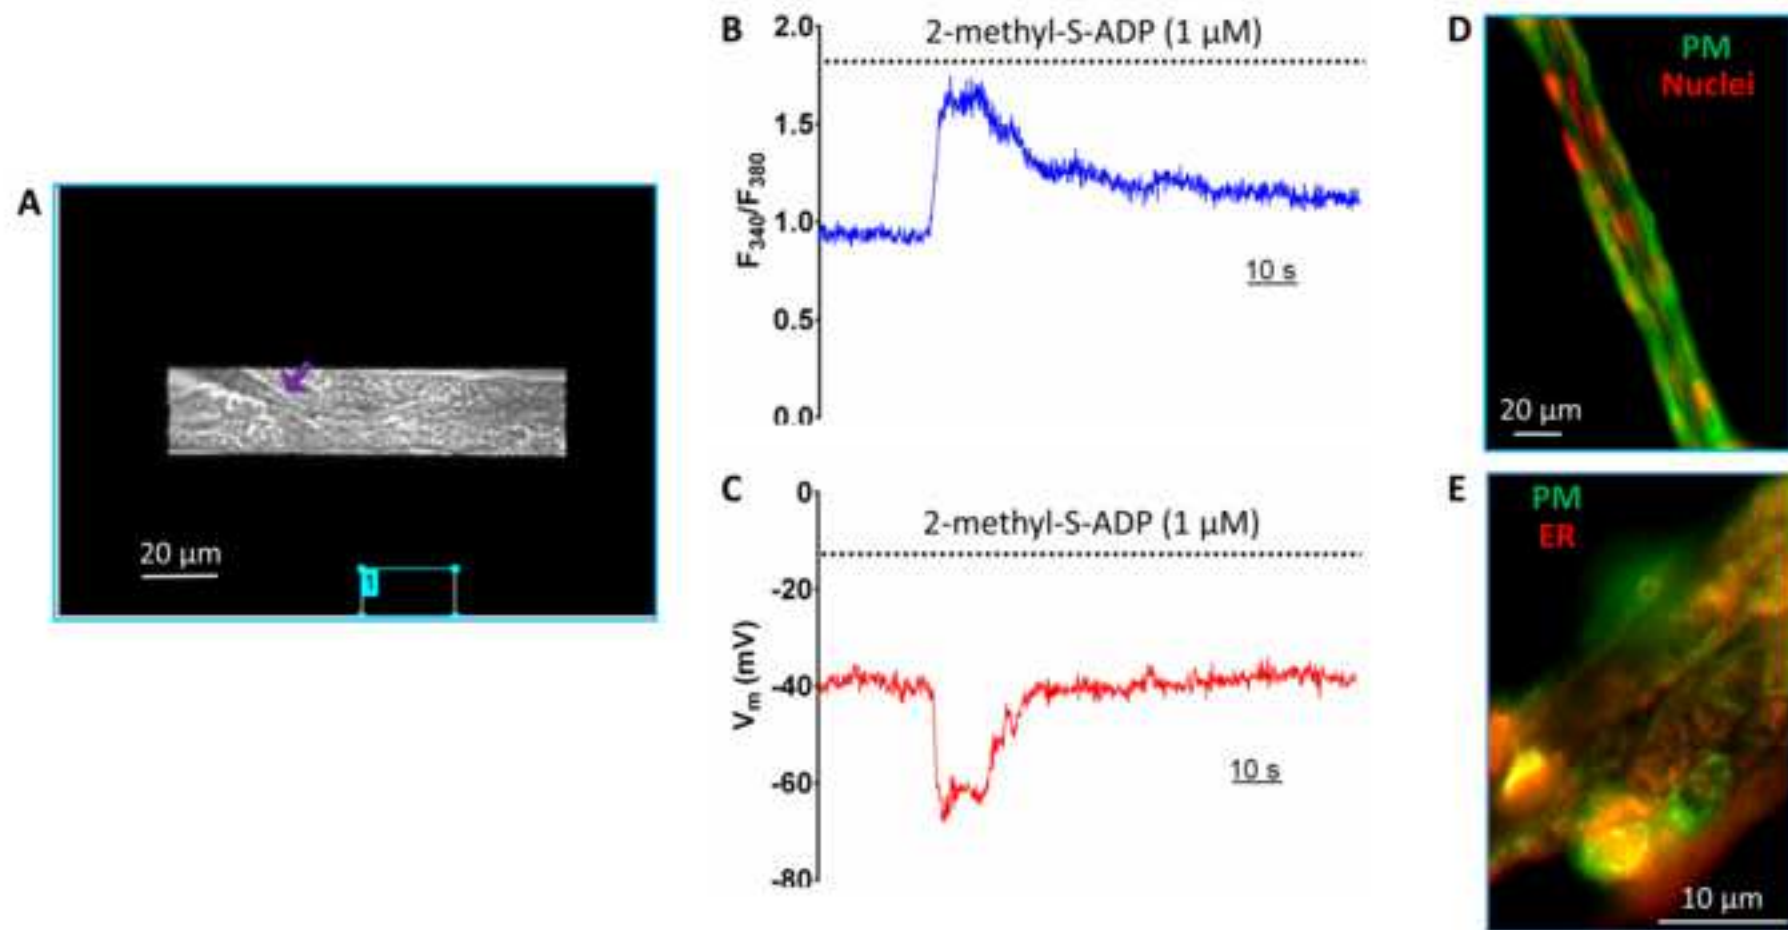 A
20 µm
1
B
2-methyl-S-ADP (1 µM)
2.0
1.5
1.0
0.5
0.0
F340/F380
10 s
C
2-methyl-S-ADP (1 µM)
0
-20
-40
-60
-80
Vm (mV)
10 s
D
PM
Nuclei
20 µm
E
PM
ER
10 µm